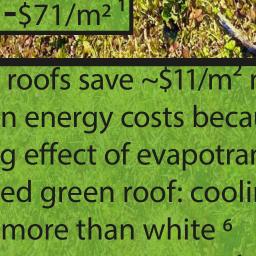 -$71/m² ¹
roofs save ~$11/m²
n energy costs becau
g effect of evapotran
ed green roof: coolin
more than white ⁶